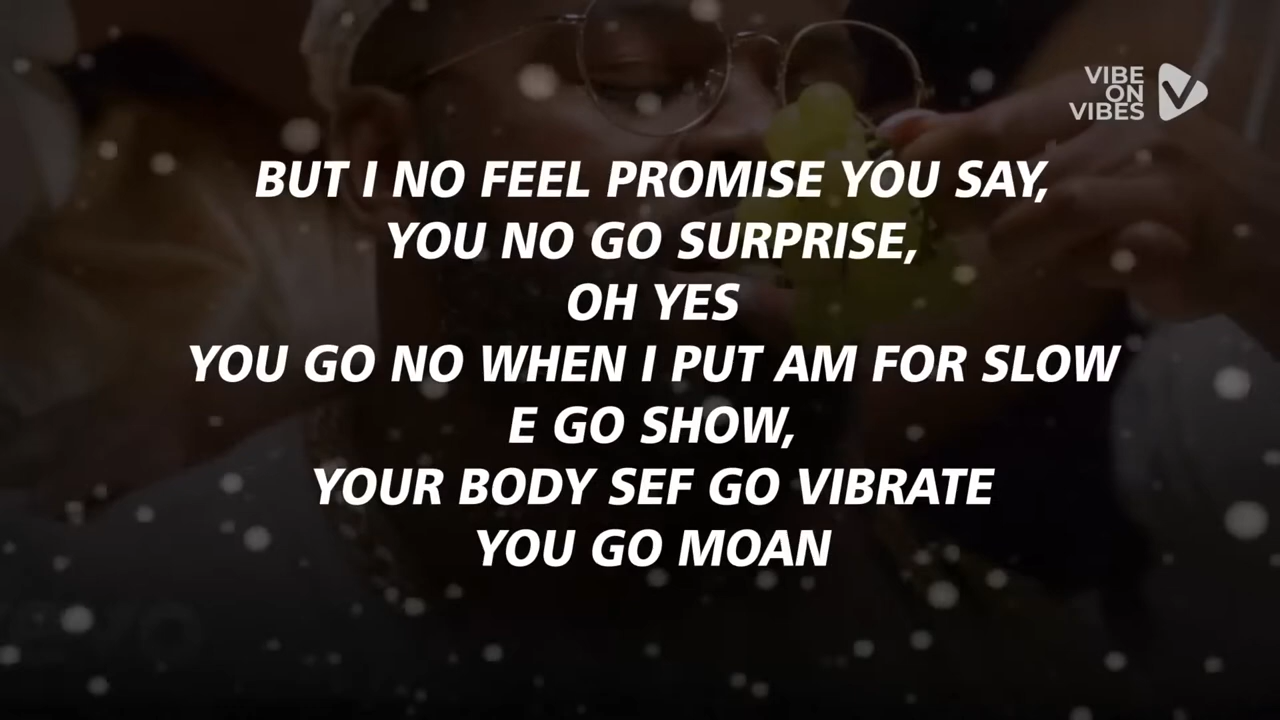 VIBE
ON
VIBES
BUT I NO FEEL PROMISE YOU SAY,
YOU NO GO SURPRISE,
OH YES
YOU GO NO WHEN I PUT AM FOR SLOW
E GO SHOW,
YOUR BODY SEF GO VIBRATE
YOU GO MOAN